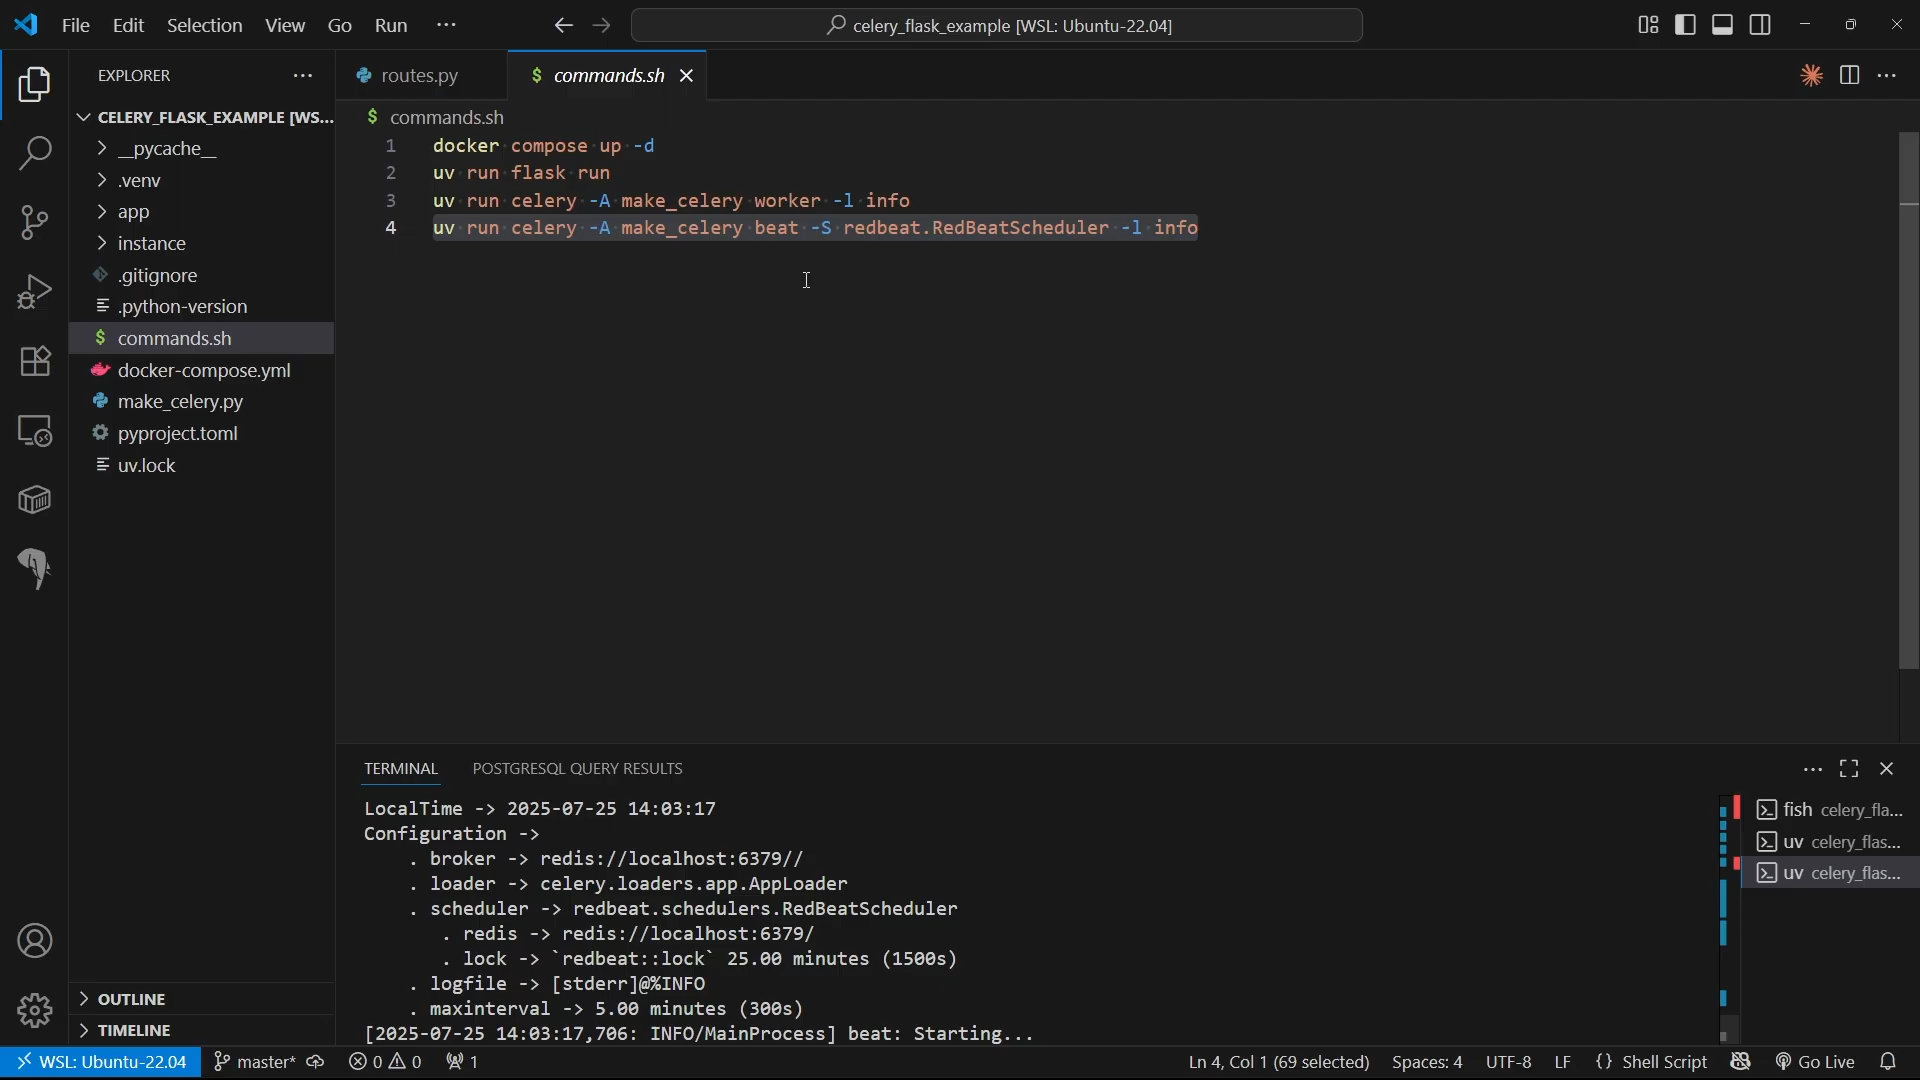 File Edit Selection View Go Run ···
celery_flask_example [WSL: Ubuntu-22.04]
EXPLORER
routes.py
$ commands.sh
CELERY_FLASK_EXAMPLE [WS...
__pycache__
.venv
app
instance
.gitignore
.python-version
$ commands.sh
docker-compose.yml
make_celery.py
pyproject.toml
uv.lock
OUTLINE
TIMELINE
$ commands.sh
1 docker compose up -d
2 uv run flask run
3 uv run celery -A make_celery worker -l info
4 uv run celery -A make_celery beat -S redbeat.RedBeatScheduler -l info
TERMINAL POSTGRESQL QUERY RESULTS
LocalTime -> 2025-07-25 14:03:17
Configuration ->
. broker -> redis://localhost:6379//
. loader -> celery.loaders.app.AppLoader
. scheduler -> redbeat.schedulers.RedBeatScheduler
. redis -> redis://localhost:6379/
. lock -> `redbeat::lock` 25.00 minutes (1500s)
. logfile -> [stderr]@%INFO
. maxinterval -> 5.00 minutes (300s)
[2025-07-25 14:03:17,706: INFO/MainProcess] beat: Starting...
fish celery_fla...
uv celery_flas...
uv celery_flas...
WSL: Ubuntu-22.04 master* 0 0 1 Ln 4, Col 1 (69 selected) Spaces: 4 UTF-8 LF {} Shell Script Go Live